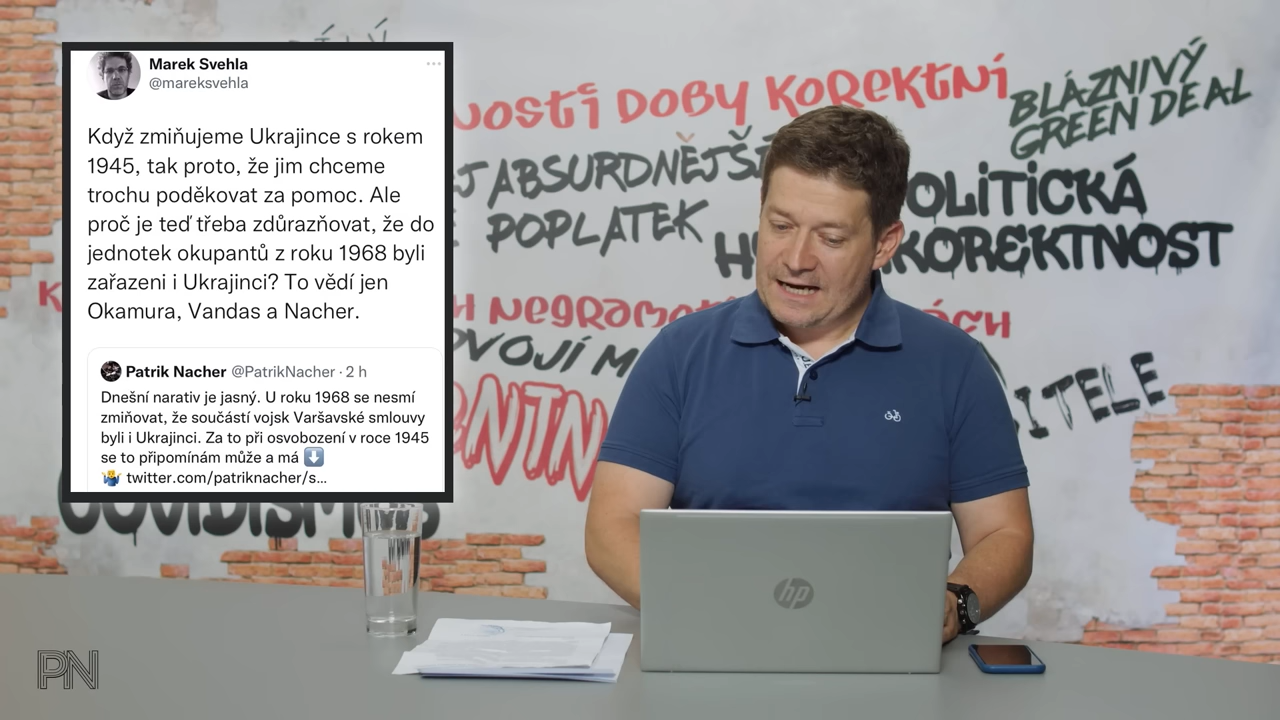 Marek Svehla
@mareksvehla
Když zmiňujeme Ukrajince s rokem
1945, tak proto, že jim chceme
trochu poděkovat za pomoc. Ale
proč je teď třeba zdůrazňovat, že do
jednotek okupantů z roku 1968 byli
zařazeni i Ukrajinci? To vědí jen
Okamura, Vandas a Nacher.
Patrik Nacher @PatrikNacher · 2 h
Dnešní narativ je jasný. U roku 1968 se nesmí
zmiňovat, že součástí vojsk Varšavské smlouvy
byli i Ukrajinci. Za to při osvobození v roce 1945
se to připomínám může a má ⬇️
🤷‍♂️ twitter.com/patriknacher/s...
DOBY KOREKTNÍ
BLÁZNIVÝ
GREEN DEAL
ABSURDNĚJŠ
POPLATEK
KOREKTNOST
COVIDISMUS
hp
PN